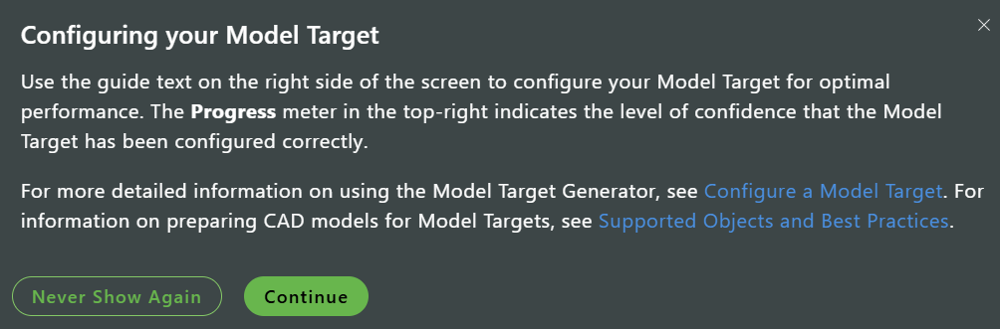 Configuring your Model Target
Use the guide text on the right side of the screen to configure your Model Target for optimal
performance. The Progress meter in the top-right indicates the level of confidence that the Model
Target has been configured correctly.
For more detailed information on using the Model Target Generator, see Configure a Model Target. For
information on preparing CAD models for Model Targets, see Supported Objects and Best Practices.
Never Show Again
Continue